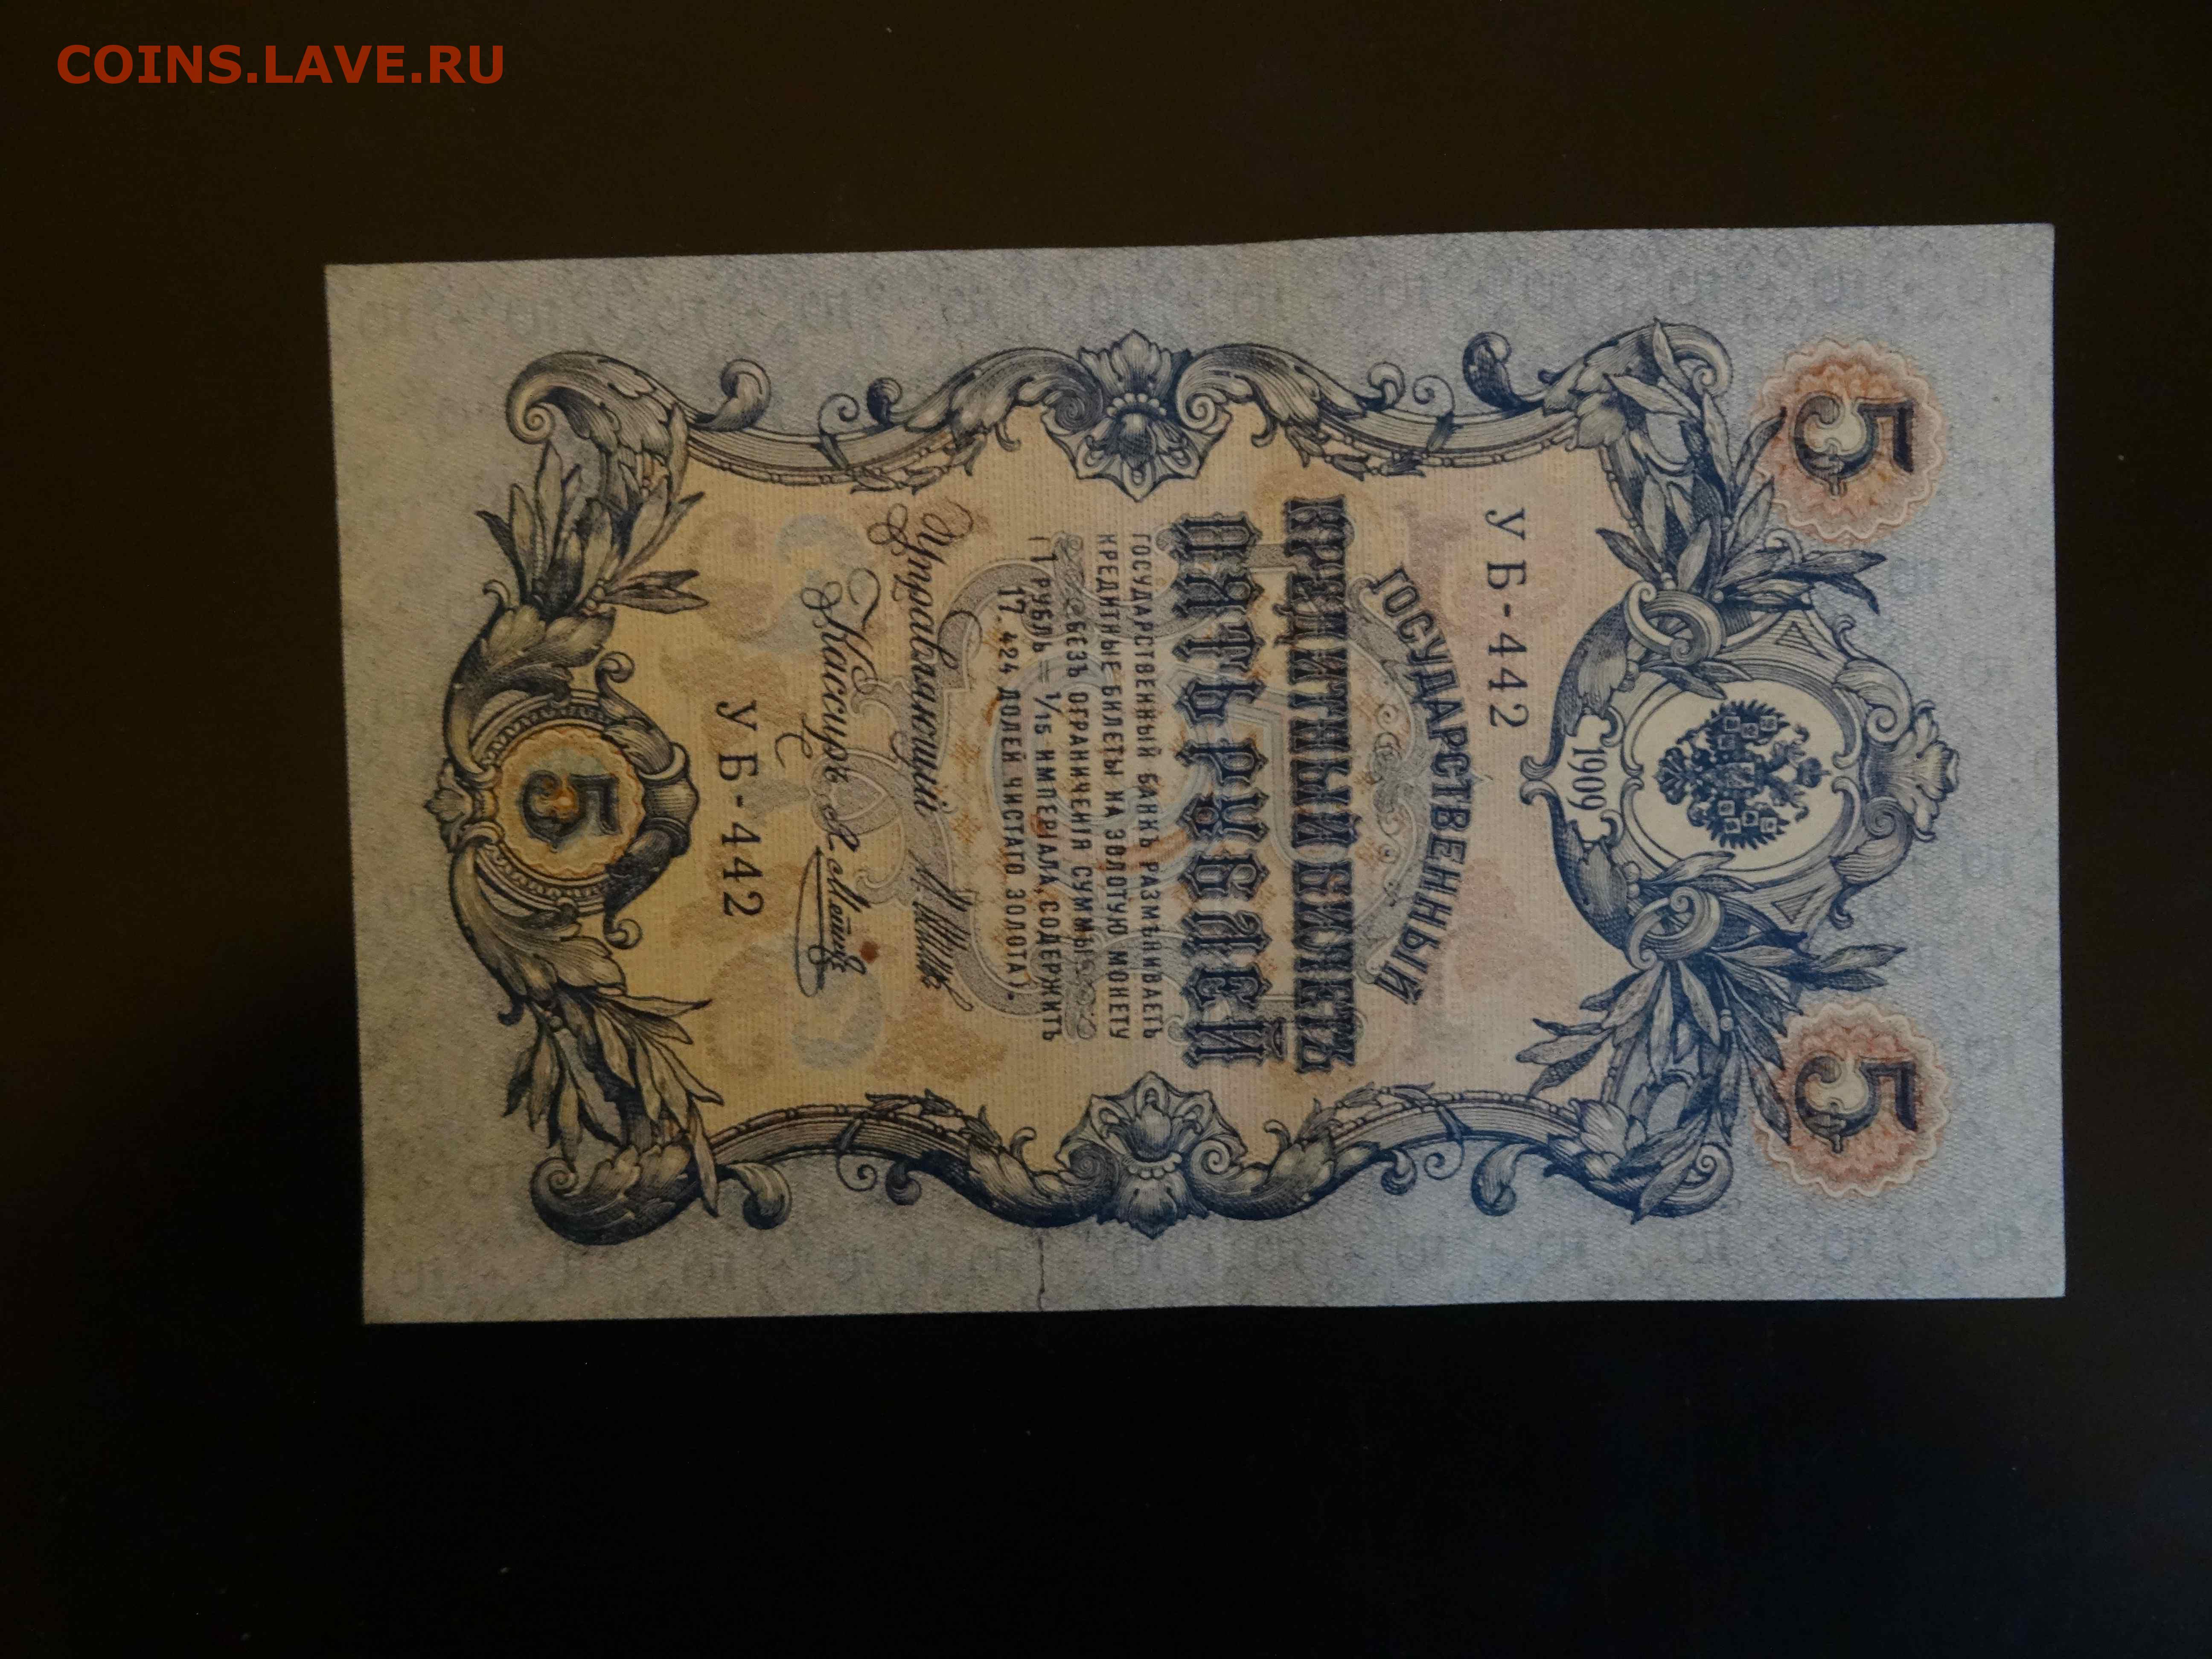 COINS.LAVE.RU
5 5
1909
УБ-442
ГОСУДАРСТВЕННЫЙ
КРЕДИТНЫЙ БИЛЕТЪ
ПЯТЬ РУБЛЕЙ
ГОСУДАРСТВЕННЫЙ БАНКЪ РАЗМѢНИВАЕТЪ
КРЕДИТНЫЕ БИЛЕТЫ НА ЗОЛОТУЮ МОНЕТУ
БЕЗЪ ОГРАНИЧЕНІЯ СУММЫ
(1 РУБЛЬ = 1/15 ИМПЕРІАЛА, СОДЕРЖИТЪ
17.424 ДОЛЕЙ ЧИСТАГО ЗОЛОТА).
Управляющій
Кассиръ
УБ-442
5